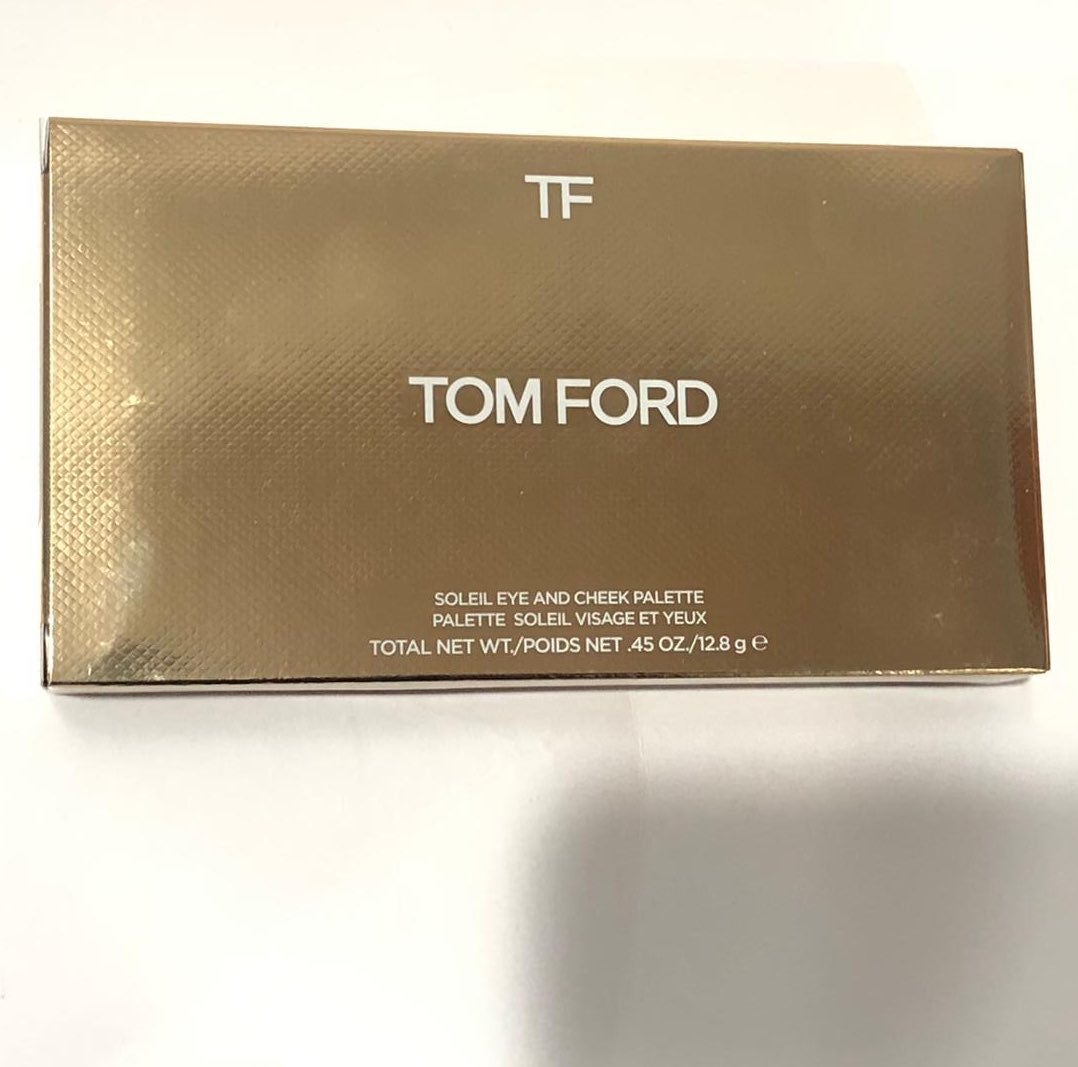 TF
TOM FORD
SOLEIL EYE AND CHEEK PALETTE
PALETTE SOLEIL VISAGE ET YEUX
TOTAL NET WT./POIDS NET .45 OZ./12.8 g ℮